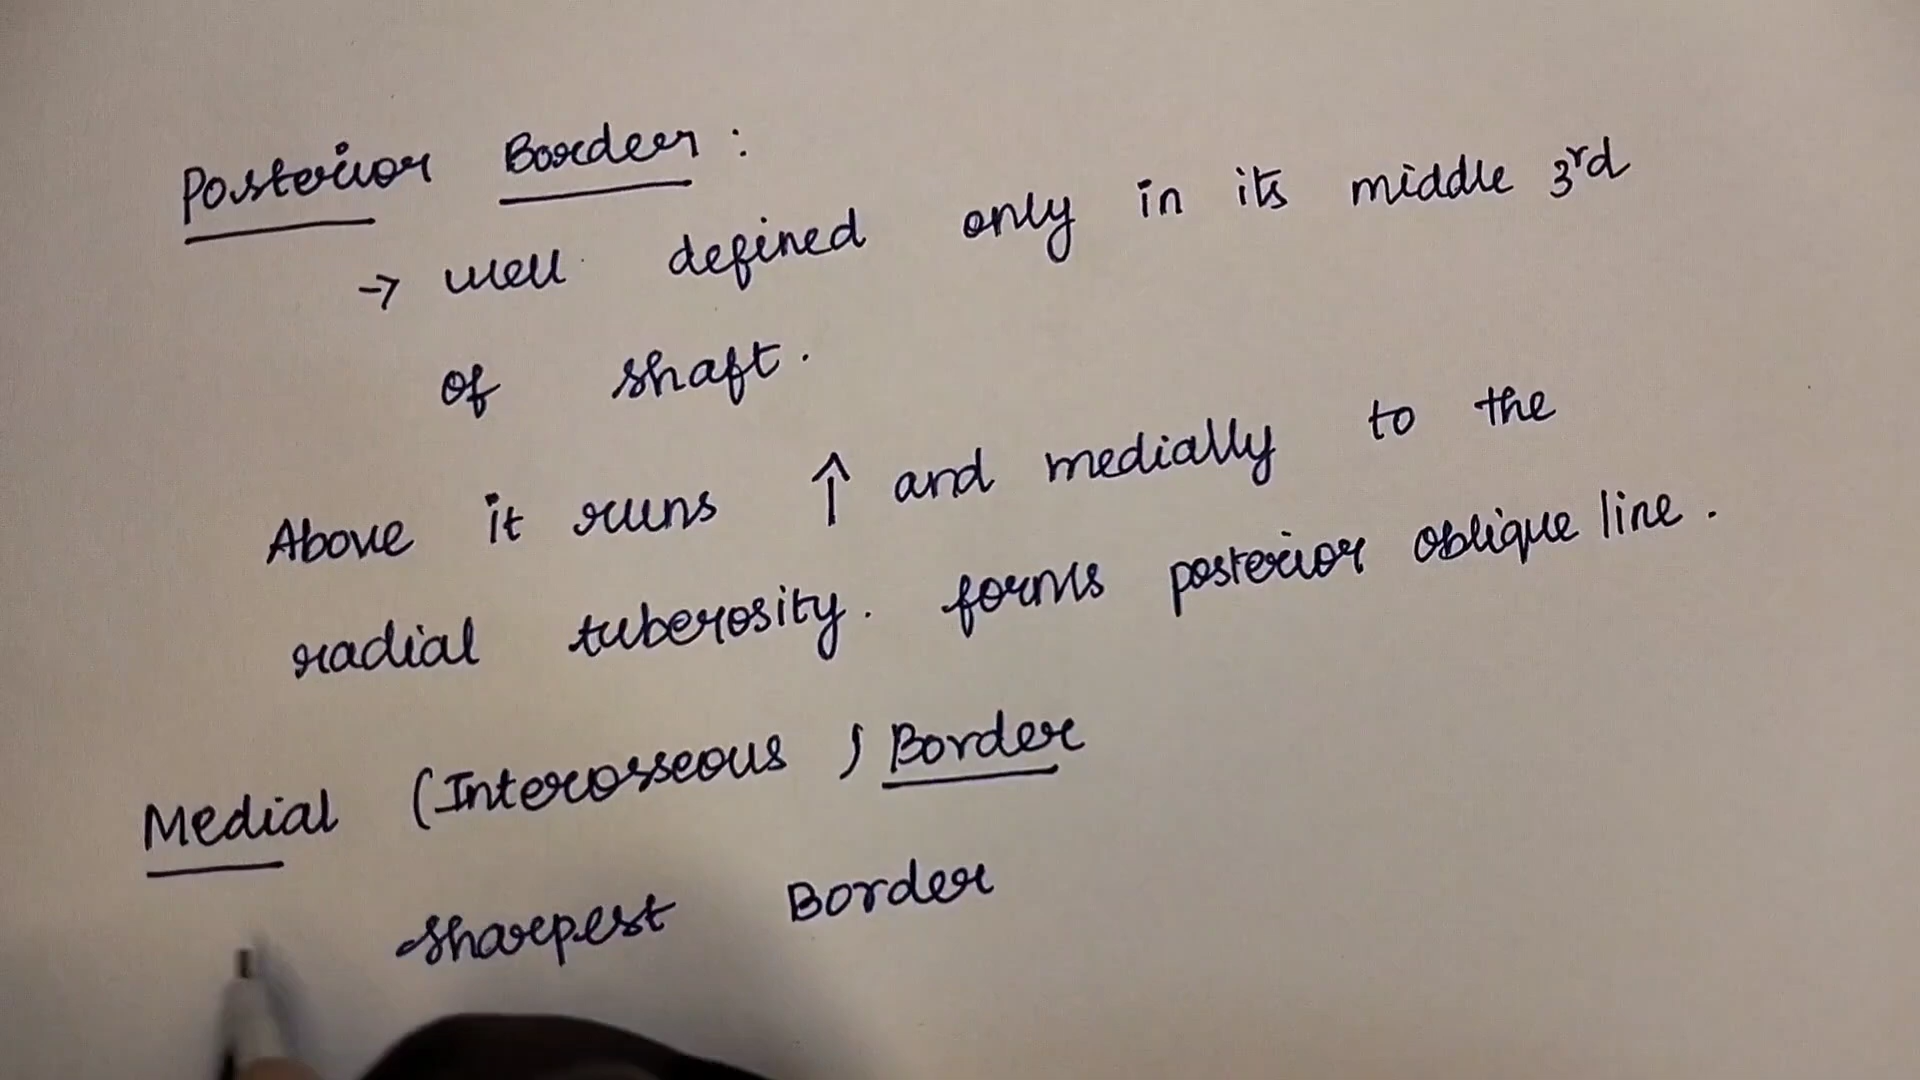 Posterior Border :
→ well defined only in its middle 3rd
of shaft.
Above it runs ↑ and medially to the
radial tuberosity. forms posterior oblique line.
Medial (Interosseous) Border
sharpest Border